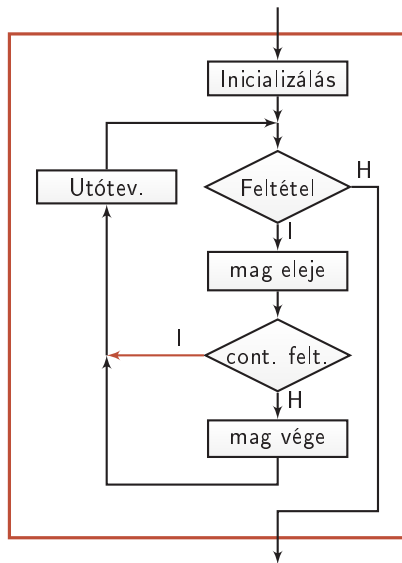 Inicializálás
H
Utótev.
Feltétel
I
mag eleje
I
cont. felt.
H
mag vége